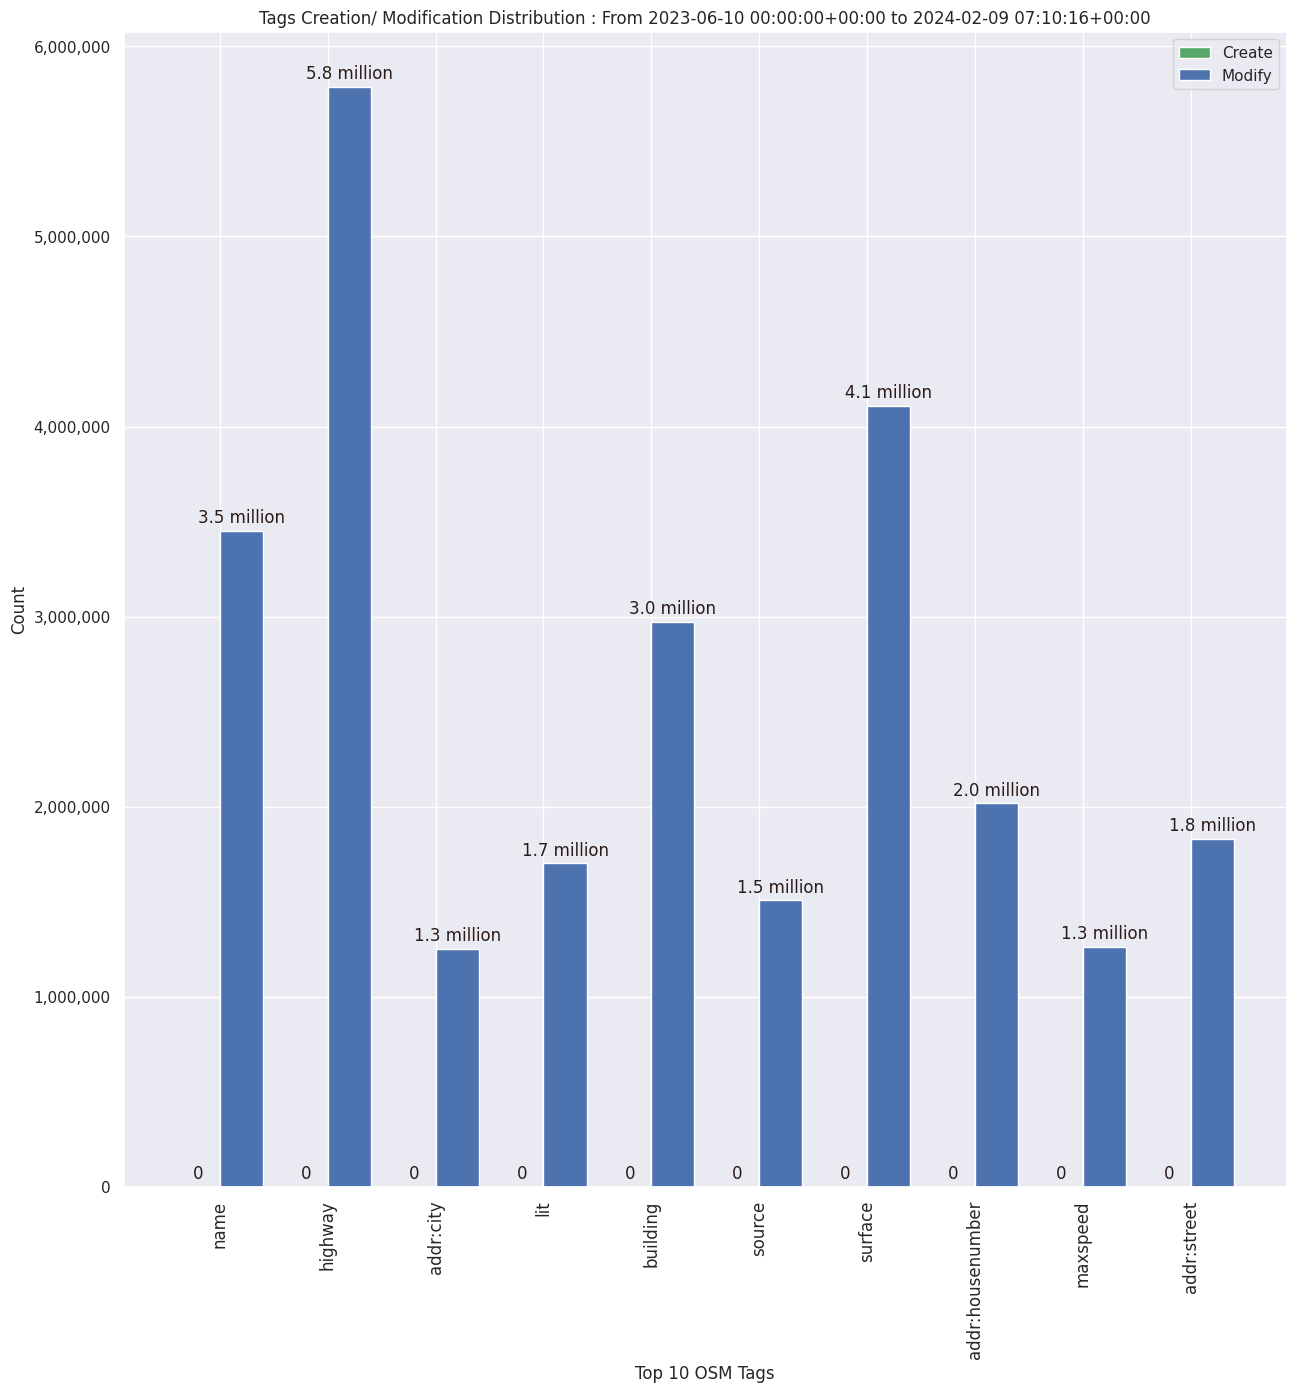 Tags Creation/ Modification Distribution : From 2023-06-10 00:00:00+00:00 to 2024-02-09 07:10:16+00:00
Create
Modify
6,000,000
5,000,000
4,000,000
3,000,000
2,000,000
1,000,000
0
Count
3.5 million
5.8 million
1.3 million
1.7 million
3.0 million
1.5 million
4.1 million
2.0 million
1.3 million
1.8 million
0
0
0
0
0
0
0
0
0
0
name
highway
addr:city
lit
building
source
surface
addr:housenumber
maxspeed
addr:street
Top 10 OSM Tags